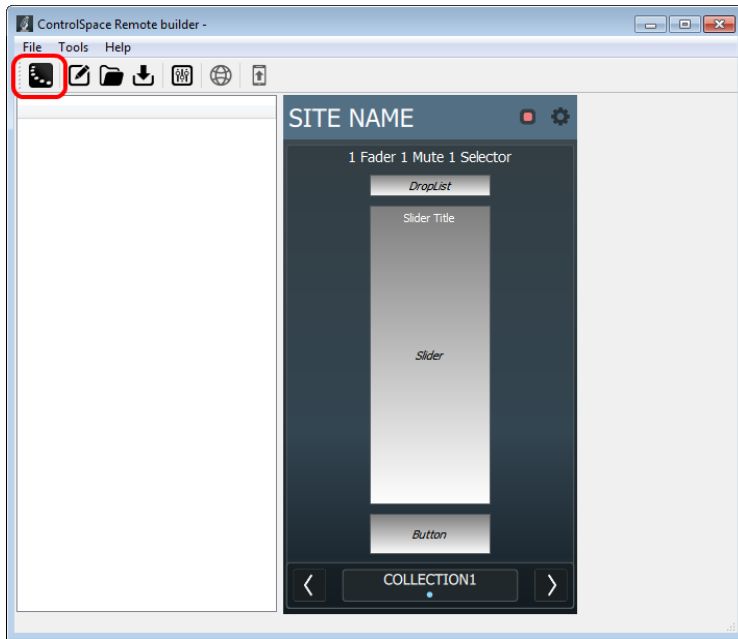 ControlSpace Remote builder -
File Tools Help
SITE NAME
1 Fader 1 Mute 1 Selector
DropList
Slider Title
Slider
Button
COLLECTION1